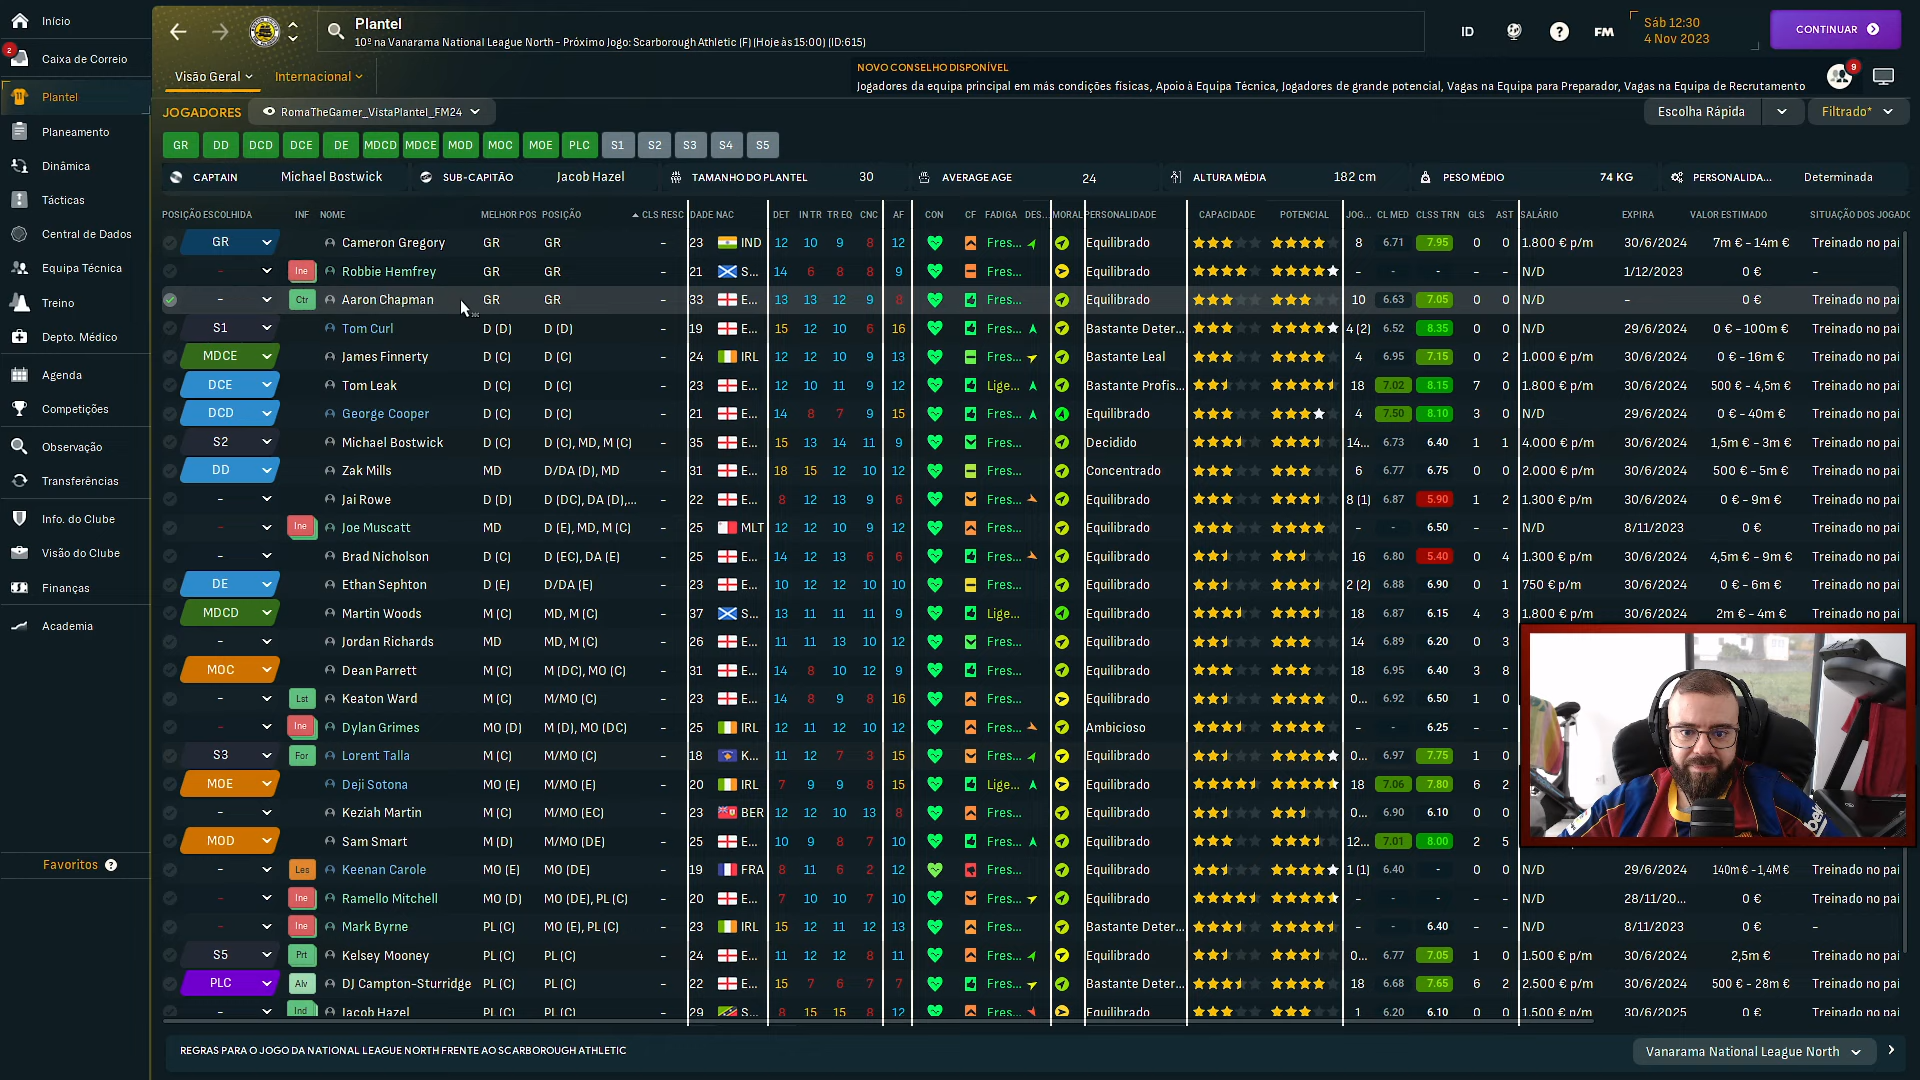 Início
2
Caixa de Correio
Plantel
Planeamento
Dinâmica
Tácticas
Central de Dados
Equipa Técnica
Treino
Depto. Médico
Agenda
Competições
Observação
Transferências
Info. do Clube
Visão do Clube
Finanças
Academia
Favoritos ?
Plantel
10º na Vanarama National League North - Próximo Jogo: Scarborough Athletic (F) (Hoje às 15:00) (ID:615)
ID ? FM
Sáb 12:30
4 Nov 2023
CONTINUAR
Visão Geral Internacional
NOVO CONSELHO DISPONÍVEL
Jogadores da equipa principal em más condições físicas, Apoio à Equipa Técnica, Jogadores de grande potencial, Vagas na Equipa para Preparador, Vagas na Equipa de Recrutamento
9
JOGADORES RomaTheGamer_VistaPlantel_FM24 Escolha Rápida Filtrado*
GR DD DCD DCE DE MDCD MDCE MOD MOC MOE PLC S1 S2 S3 S4 S5
CAPTAIN Michael Bostwick SUB-CAPITÃO Jacob Hazel TAMANHO DO PLANTEL 30 AVERAGE AGE 24 ALTURA MÉDIA 182 cm PESO MÉDIO 74 KG PERSONALIDA... Determinada
POSIÇÃO ESCOLHIDA INF NOME MELHOR POS POSIÇÃO CLS RESC DADE NAC DET IN TR TR EQ CNC AF CON CF FADIGA DES... MORAL PERSONALIDADE CAPACIDADE POTENCIAL JOG... CL MED CLSS TRN GLS AST SALÁRIO EXPIRA VALOR ESTIMADO SITUAÇÃO DOS JOGADO
GR Cameron Gregory GR GR - 23 IND 12 10 9 8 12 Fres... Equilibrado 8 6.71 7.95 0 0 1.800 € p/m 30/6/2024 7m € - 14m € Treinado no pai
- Ine Robbie Hemfrey GR GR - 21 S... 14 6 8 8 9 Fres... Equilibrado - - - - - N/D 1/12/2023 0 € -
- Ctr Aaron Chapman GR GR - 33 E... 13 13 12 9 8 Fres... Equilibrado 10 6.63 7.05 0 0 N/D - 0 € Treinado no pai
S1 Tom Curl D (D) D (D) - 19 E... 15 12 10 6 16 Fres... Bastante Deter... 4 (2) 6.52 8.35 0 0 N/D 29/6/2024 0 € - 100m € Treinado no pai
MDCE James Finnerty D (C) D (C) - 24 IRL 12 12 10 9 13 Fres... Bastante Leal 4 6.95 7.15 0 2 1.000 € p/m 30/6/2024 0 € - 16m € Treinado no pai
DCE Tom Leak D (C) D (C) - 23 E... 12 10 11 9 12 Lige... Bastante Profis... 18 7.02 8.15 7 0 1.800 € p/m 30/6/2024 500 € - 4,5m € Treinado no pai
DCD George Cooper D (C) D (C) - 21 E... 14 8 7 9 15 Fres... Equilibrado 4 7.50 8.10 3 0 N/D 29/6/2024 0 € - 40m € Treinado no pai
S2 Michael Bostwick D (C) D (C), MD, M (C) - 35 E... 15 13 14 11 9 Fres... Decidido 14... 6.73 6.40 1 1 4.000 € p/m 30/6/2024 1,5m € - 3m € Treinado no pai
DD Zak Mills MD D/DA (D), MD - 31 E... 18 15 12 10 12 Fres... Concentrado 6 6.77 6.75 0 0 2.000 € p/m 30/6/2024 500 € - 5m € Treinado no pai
- Jai Rowe D (D) D (DC), DA (D),... - 22 E... 8 12 13 9 6 Fres... Equilibrado 8 (1) 6.87 5.90 1 2 1.300 € p/m 30/6/2024 0 € - 9m € Treinado no pai
- Ine Joe Muscatt MD D (E), MD, M (C) - 25 MLT 12 12 10 9 12 Fres... Equilibrado - - 6.50 - - N/D 8/11/2023 0 € Treinado no pai
- Brad Nicholson D (C) D (EC), DA (E) - 25 E... 14 12 13 6 6 Fres... Equilibrado 16 6.80 5.40 0 4 1.300 € p/m 30/6/2024 4,5m € - 9m € Treinado no pai
DE Ethan Sephton D (E) D/DA (E) - 23 E... 10 12 12 10 10 Fres... Equilibrado 2 (2) 6.88 6.90 0 1 750 € p/m 30/6/2024 0 € - 6m € Treinado no pai
MDCD Martin Woods M (C) MD, M (C) - 37 S... 13 11 11 11 9 Lige... Equilibrado 18 6.87 6.15 4 3 1.800 € p/m 30/6/2024 2m € - 4m € Treinado no pai
- Jordan Richards MD MD, M (C) - 26 E... 11 11 13 10 12 Fres... Equilibrado 14 6.89 6.20 0 3
MOC Dean Parrett M (C) M (DC), MO (C) - 31 E... 14 8 10 12 9 Fres... Equilibrado 18 6.95 6.40 3 8
- Lst Keaton Ward M (C) M/MO (C) - 23 E... 14 8 9 8 16 Fres... Equilibrado 0... 6.92 6.50 1 0
- Ine Dylan Grimes MO (D) M (D), MO (DC) - 25 IRL 12 11 12 10 12 Fres... Ambicioso - - 6.25 - -
S3 For Lorent Talla M (C) M/MO (C) - 18 K... 11 12 7 3 15 Fres... Equilibrado 0... 6.97 7.75 1 0
MOE Deji Sotona MO (E) M/MO (E) - 20 IRL 7 9 9 8 15 Lige... Equilibrado 18 7.06 7.80 6 2
- Keziah Martin M (C) M/MO (EC) - 23 BER 12 12 10 13 8 Fres... Equilibrado 0... 6.90 6.10 0 0
MOD Sam Smart M (D) M/MO (DE) - 25 E... 10 9 8 7 10 Fres... Equilibrado 12... 7.01 8.00 2 5
- Les Keenan Carole MO (E) MO (DE) - 19 FRA 8 11 6 2 12 Fres... Equilibrado 1 (1) 6.40 - 0 0 N/D 29/6/2024 140m € - 1,4M € Treinado no pai
- Ine Ramello Mitchell MO (D) MO (DE), PL (C) - 20 E... 7 10 10 7 10 Fres... Equilibrado - - - - - N/D 28/11/20... 0 € Treinado no pai
- Ine Mark Byrne PL (C) MO (E), PL (C) - 23 IRL 15 12 11 12 13 Fres... Bastante Deter... - - 6.40 - - N/D 8/11/2023 0 € -
S5 Prt Kelsey Mooney PL (C) PL (C) - 24 E... 11 12 12 8 11 Fres... Equilibrado 0... 6.77 7.05 1 0 1.500 € p/m 30/6/2024 2,5m € Treinado no pai
PLC Alv DJ Campton-Sturridge PL (C) PL (C) - 22 E... 15 7 6 7 7 Fres... Bastante Deter... 18 6.68 7.65 6 2 2.500 € p/m 30/6/2024 500 € - 28m € Treinado no pai
- Ind Jacob Hazel PL (C) PL (C) - 29 S... 8 15 15 8 12 Fres... Equilibrado 1 6.20 6.10 0 0 1.500 € p/m 30/6/2025 0 € Treinado no pai
REGRAS PARA O JOGO DA NATIONAL LEAGUE NORTH FRENTE AO SCARBOROUGH ATHLETIC
Vanarama National League North